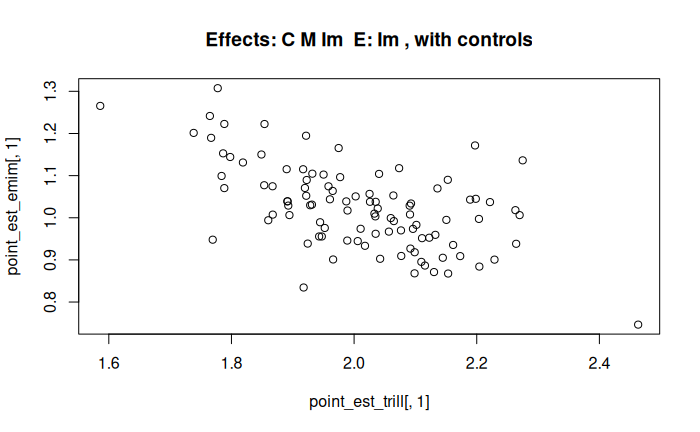 Effects: C M Im  E: Im , with controls
point_est_emim[, 1]
1.3
1.2
1.1
1.0
0.9
0.8
1.6 1.8 2.0 2.2 2.4
point_est_trill[, 1]